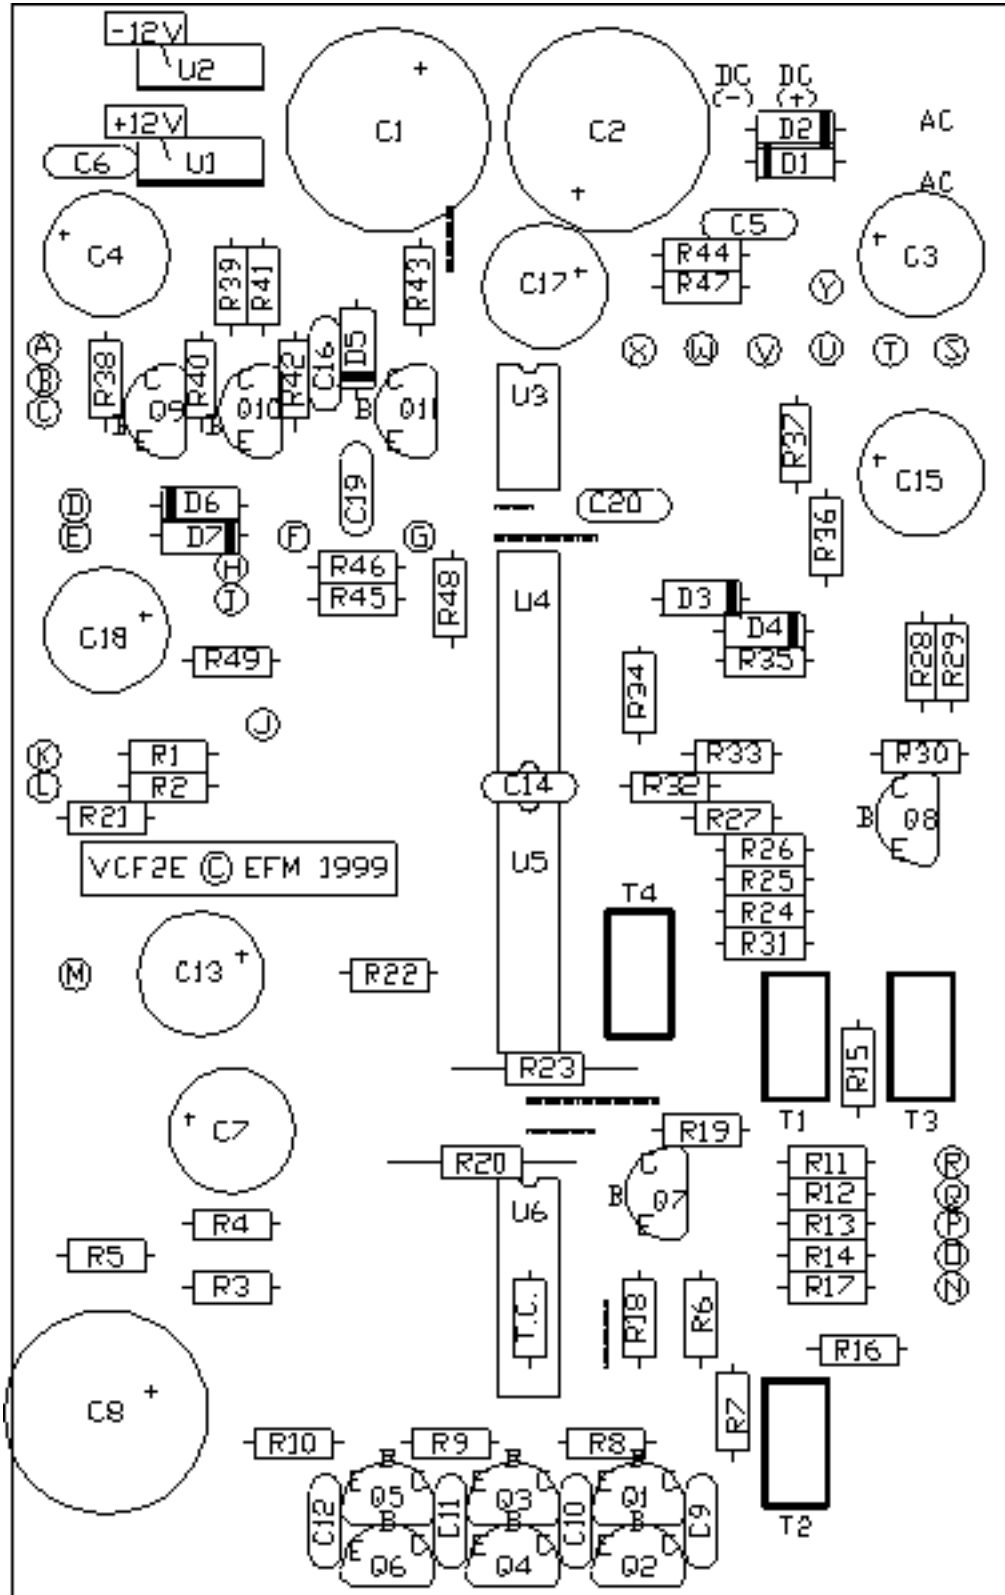 -12V
U2
C1
+
C2
+
DC
(-)
DC
(+)
D2
D1
AC
AC
+12V
U1
C6
C4
+
C5
R44
R47
C3
+
R39
R41
R43
C17
+
Y
A
B
C
R38
R40
R42
C16
D5
X
W
V
U
T
S
C
B
E
Q9
C
B
E
Q10
C
B
E
Q11
U3
R37
C15
+
D
E
D6
D7
C19
F
G
C20
R36
H
I
R46
R45
R48
U4
D3
D4
R35
C18
+
R49
R34
R28
R29
J
K
L
R1
R2
R21
C14
R33
R32
R27
R30
C
B
E
Q8
VCF2E © EFM 1999
U5
R26
R25
R24
R31
T4
M
C13
+
R22
R23
R15
T1
T3
C7
+
R19
R20
U6
C
B
E
Q7
R11
R12
R13
R14
R17
R
Q
P
O
N
R4
R5
R3
T.C.
R18
R6
R16
C8
+
R7
R10
R9
R8
T2
C12
B
E
D
Q5
C11
B
E
D
Q3
C10
B
E
D
Q1
C9
B
E
D
Q6
B
E
D
Q4
B
E
D
Q2